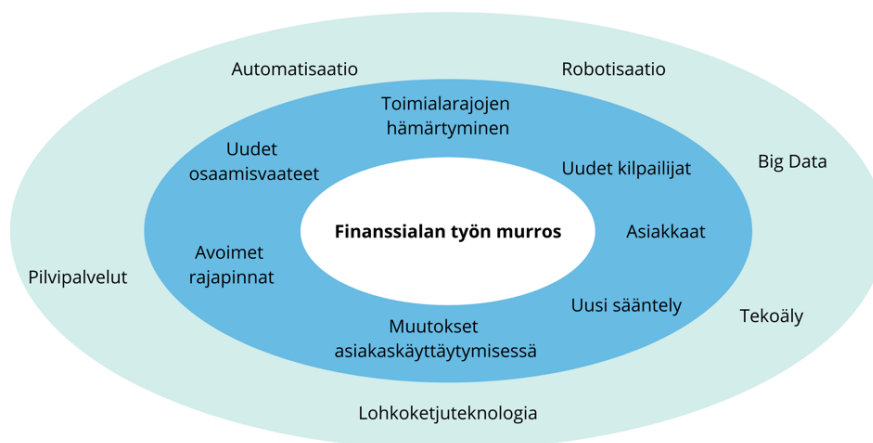 Automatisaatio
Robotisaatio
Toimialarajojen
hämärtyminen
Uudet
osaamisvaateet
Uudet kilpailijat
Big Data
Finanssialan työn murros
Asiakkaat
Avoimet
rajapinnat
Pilvipalvelut
Uusi sääntely
Tekoäly
Muutokset
asiakaskäyttäytymisessä
Lohkoketjuteknologia